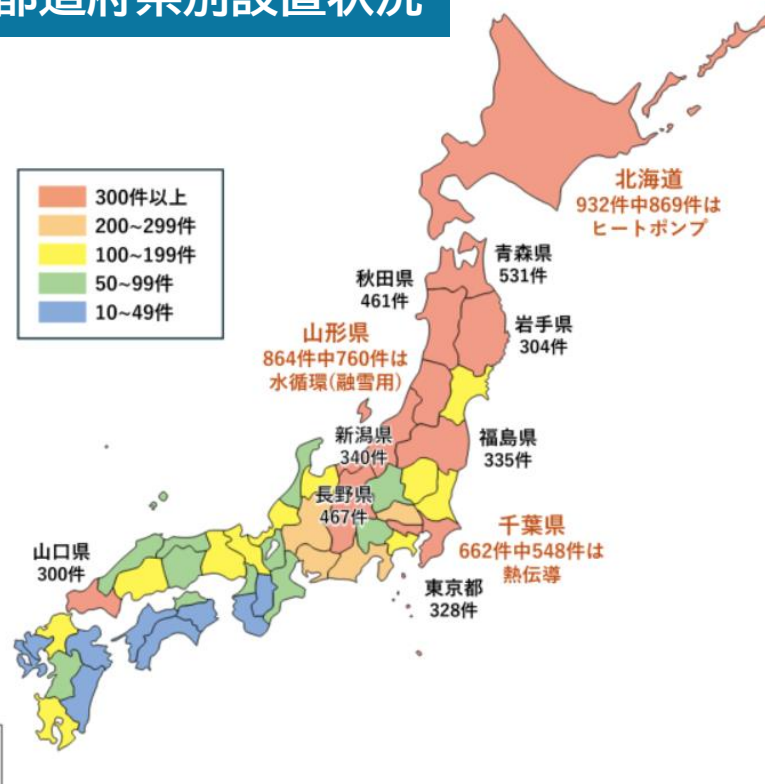 都道府県別設置状況
300件以上
200~299件
100~199件
50~99件
10~49件
北海道
932件中869件は
ヒートポンプ
青森県
531件
秋田県
461件
岩手県
304件
山形県
864件中760件は
水循環(融雪用)
新潟県
340件
福島県
335件
長野県
467件
千葉県
662件中548件は
熱伝導
山口県
300件
東京都
328件